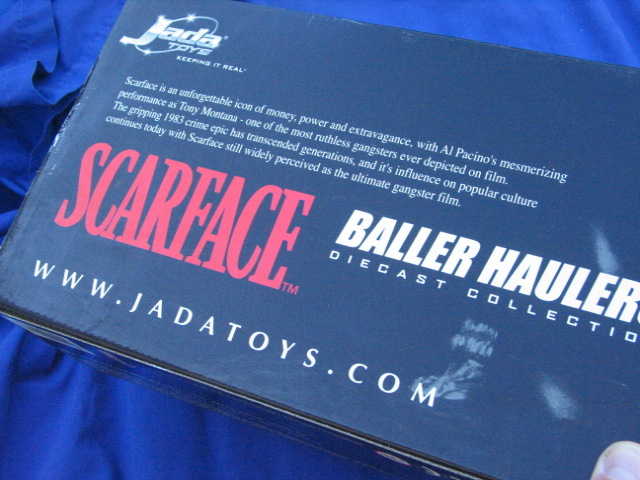 Jada
TOYS
KEEPING IT REAL
Scarface is an unforgettable icon of money, power and extravagance, with Al Pacino's mesmerizing
performance as Tony Montana - one of the most ruthless gangsters ever depicted on film.
The gripping 1983 crime epic has transcended generations, and it's influence on popular culture
continues today with Scarface still widely perceived as the ultimate gangster film.
SCARFACE™
BALLER HAULERS
DIECAST COLLECTIO
WWW.JADATOYS.COM